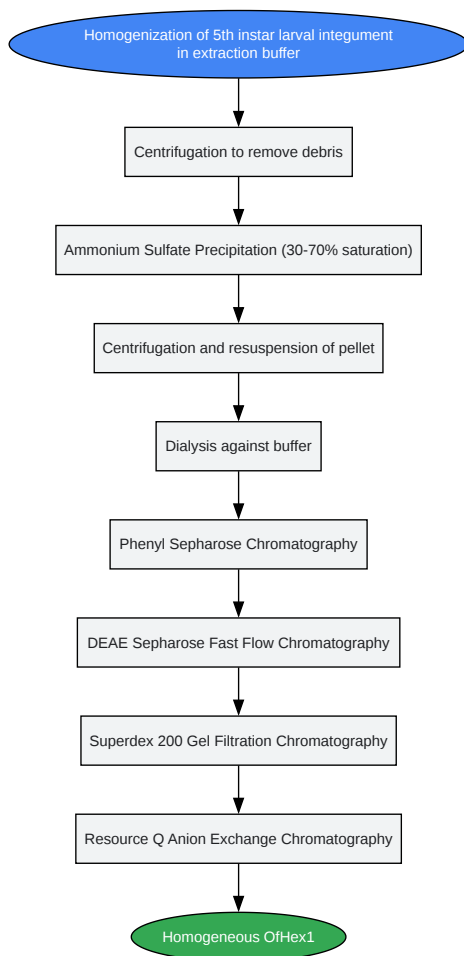 Homogenization of 5th instar larval integument
in extraction buffer
Centrifugation to remove debris
Ammonium Sulfate Precipitation (30-70% saturation)
Centrifugation and resuspension of pellet
Dialysis against buffer
Phenyl Sepharose Chromatography
DEAE Sepharose Fast Flow Chromatography
Superdex 200 Gel Filtration Chromatography
Resource Q Anion Exchange Chromatography
Homogeneous OfHex1